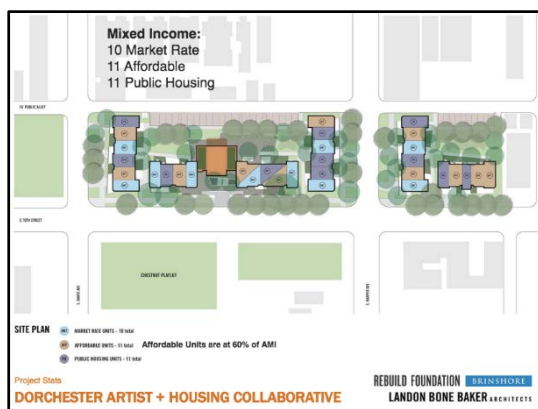 Mixed Income:
10 Market Rate
11 Affordable
11 Public Housing
CHESTNUT PLAYLOT
SITE PLAN
MARKET RATE UNITS - 10 total
AFFORDABLE UNITS - 11 total
Affordable Units are at 60% of AMI
PUBLIC HOUSING UNITS - 11 total
Project Stats
DORCHESTER ARTIST + HOUSING COLLABORATIVE
REBUILD FOUNDATION BRINSHORE
LANDON BONE BAKER ARCHITECTS